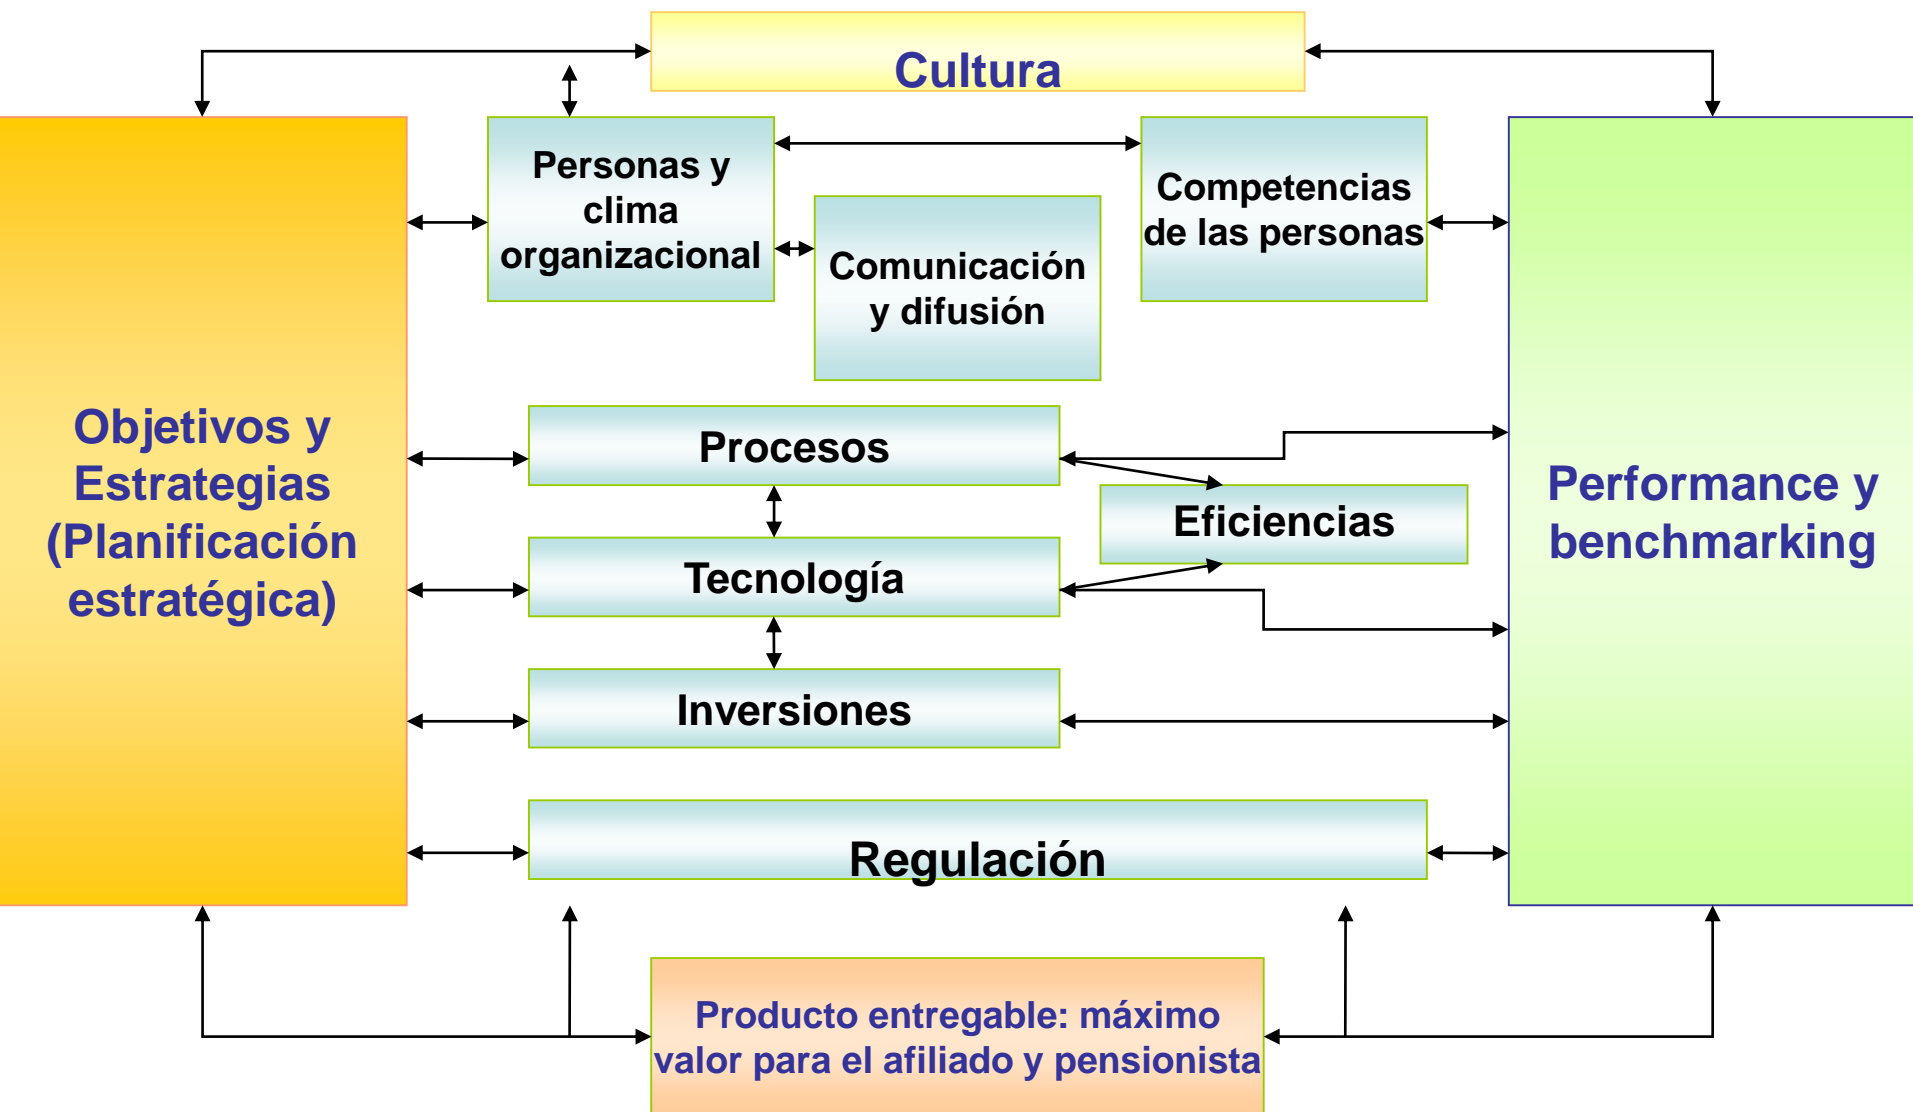 Cultura
Personas y
clima
organizacional
Competencias
de las personas
Comunicación
y difusión
Objetivos y
Estrategias
(Planificación
estratégica)
Procesos
Eficiencias
Tecnología
Inversiones
Regulación
Performance y
benchmarking
Producto entregable: máximo
valor para el afiliado y pensionista